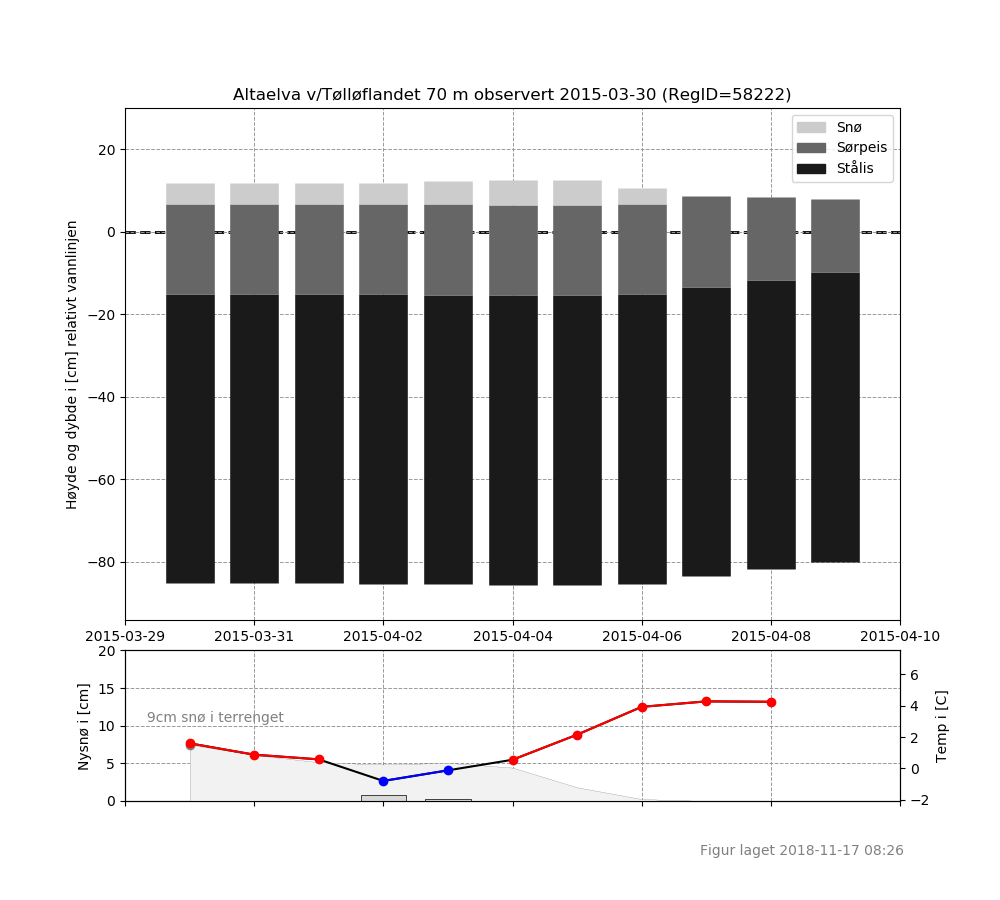 Altaelva v/Tølløflandet 70 m observert 2015-03-30 (RegID=58222)
Snø
Sørpeis
Stålis
Høyde og dybde i [cm] relativt vannlinjen
20
0
−20
−40
−60
−80
2015-03-29 2015-03-31 2015-04-02 2015-04-04 2015-04-06 2015-04-08 2015-04-10
Nysnø i [cm]
20
15
10
5
0
9cm snø i terrenget
6
4
2
0
−2
Temp i [C]
Figur laget 2018-11-17 08:26